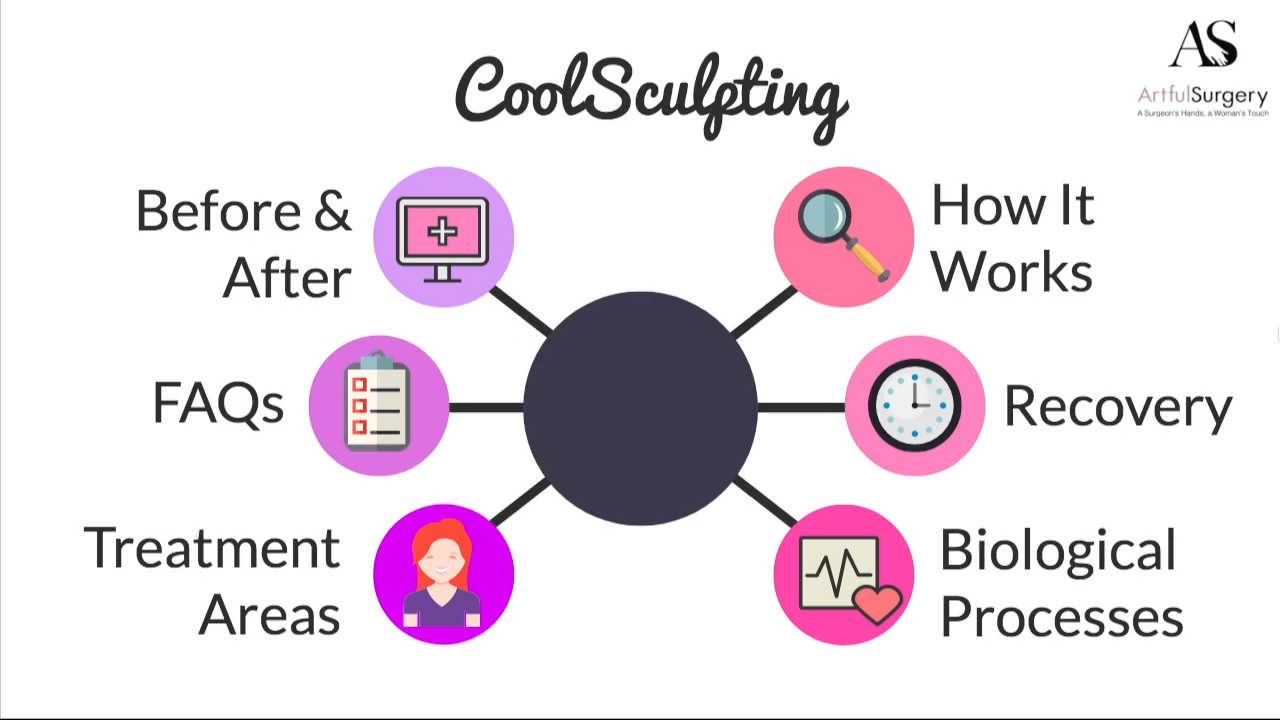 CoolSculpting
AS
ArtfulSurgery
A Surgeon's Hands, a Woman's Touch
Before &
After
How It
Works
FAQs
Recovery
Treatment
Areas
Biological
Processes